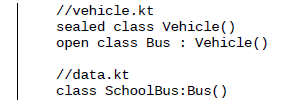 //vehicle.kt
sealed class Vehicle()
open class Bus : Vehicle()
//data.kt
class SchoolBus:Bus()